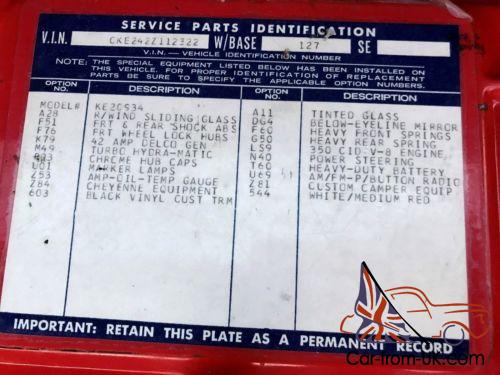 SERVICE PARTS IDENTIFICATION
V.I.N. CKE242Z112322 W/BASE 127 SE
V.I.N. — VEHICLE IDENTIFICATION NUMBER
NOTE: THE SPECIAL EQUIPMENT LISTED BELOW HAS BEEN INSTALLED ON
THIS VEHICLE. FOR PROPER IDENTIFICATION OF REPLACEMENT
PARTS, BE SURE TO SPECIFY THE APPLICABLE OPTION NUMBERS.
OPTION NO. DESCRIPTION OPTION NO. DESCRIPTION
MODEL# KE20934
A28 R/WIND SLIDING GLASS
F51 FRT & REAR SHOCK ABS
F76 FRT WHEEL LOCK HUBS
K79 42 AMP DELCO GEN
M49 TURBO HYDRA-MATIC
CHROME HUB CAPS
U01 MARKER LAMPS
Z53 AMP-OIL-TEMP GAUGE
Z84 CHEYENNE EQUIPMENT
603 BLACK VINYL CUST TRM
A11 TINTED GLASS
DG4 BELOW-EYELINE MIRROR
F60 HEAVY FRONT SPRINGS
G50 HEAVY REAR SPRING
LS9 350 CID V-8 ENGINE,
N40 POWER STEERING
T60 HEAVY-DUTY BATTERY
U69 AM/FM-P/BUTTON RADIO
Z81 CUSTOM CAMPER EQUIP
544 WHITE/MEDIUM RED
IMPORTANT: RETAIN THIS PLATE AS A PERMANENT RECORD
Car-from-uk.com